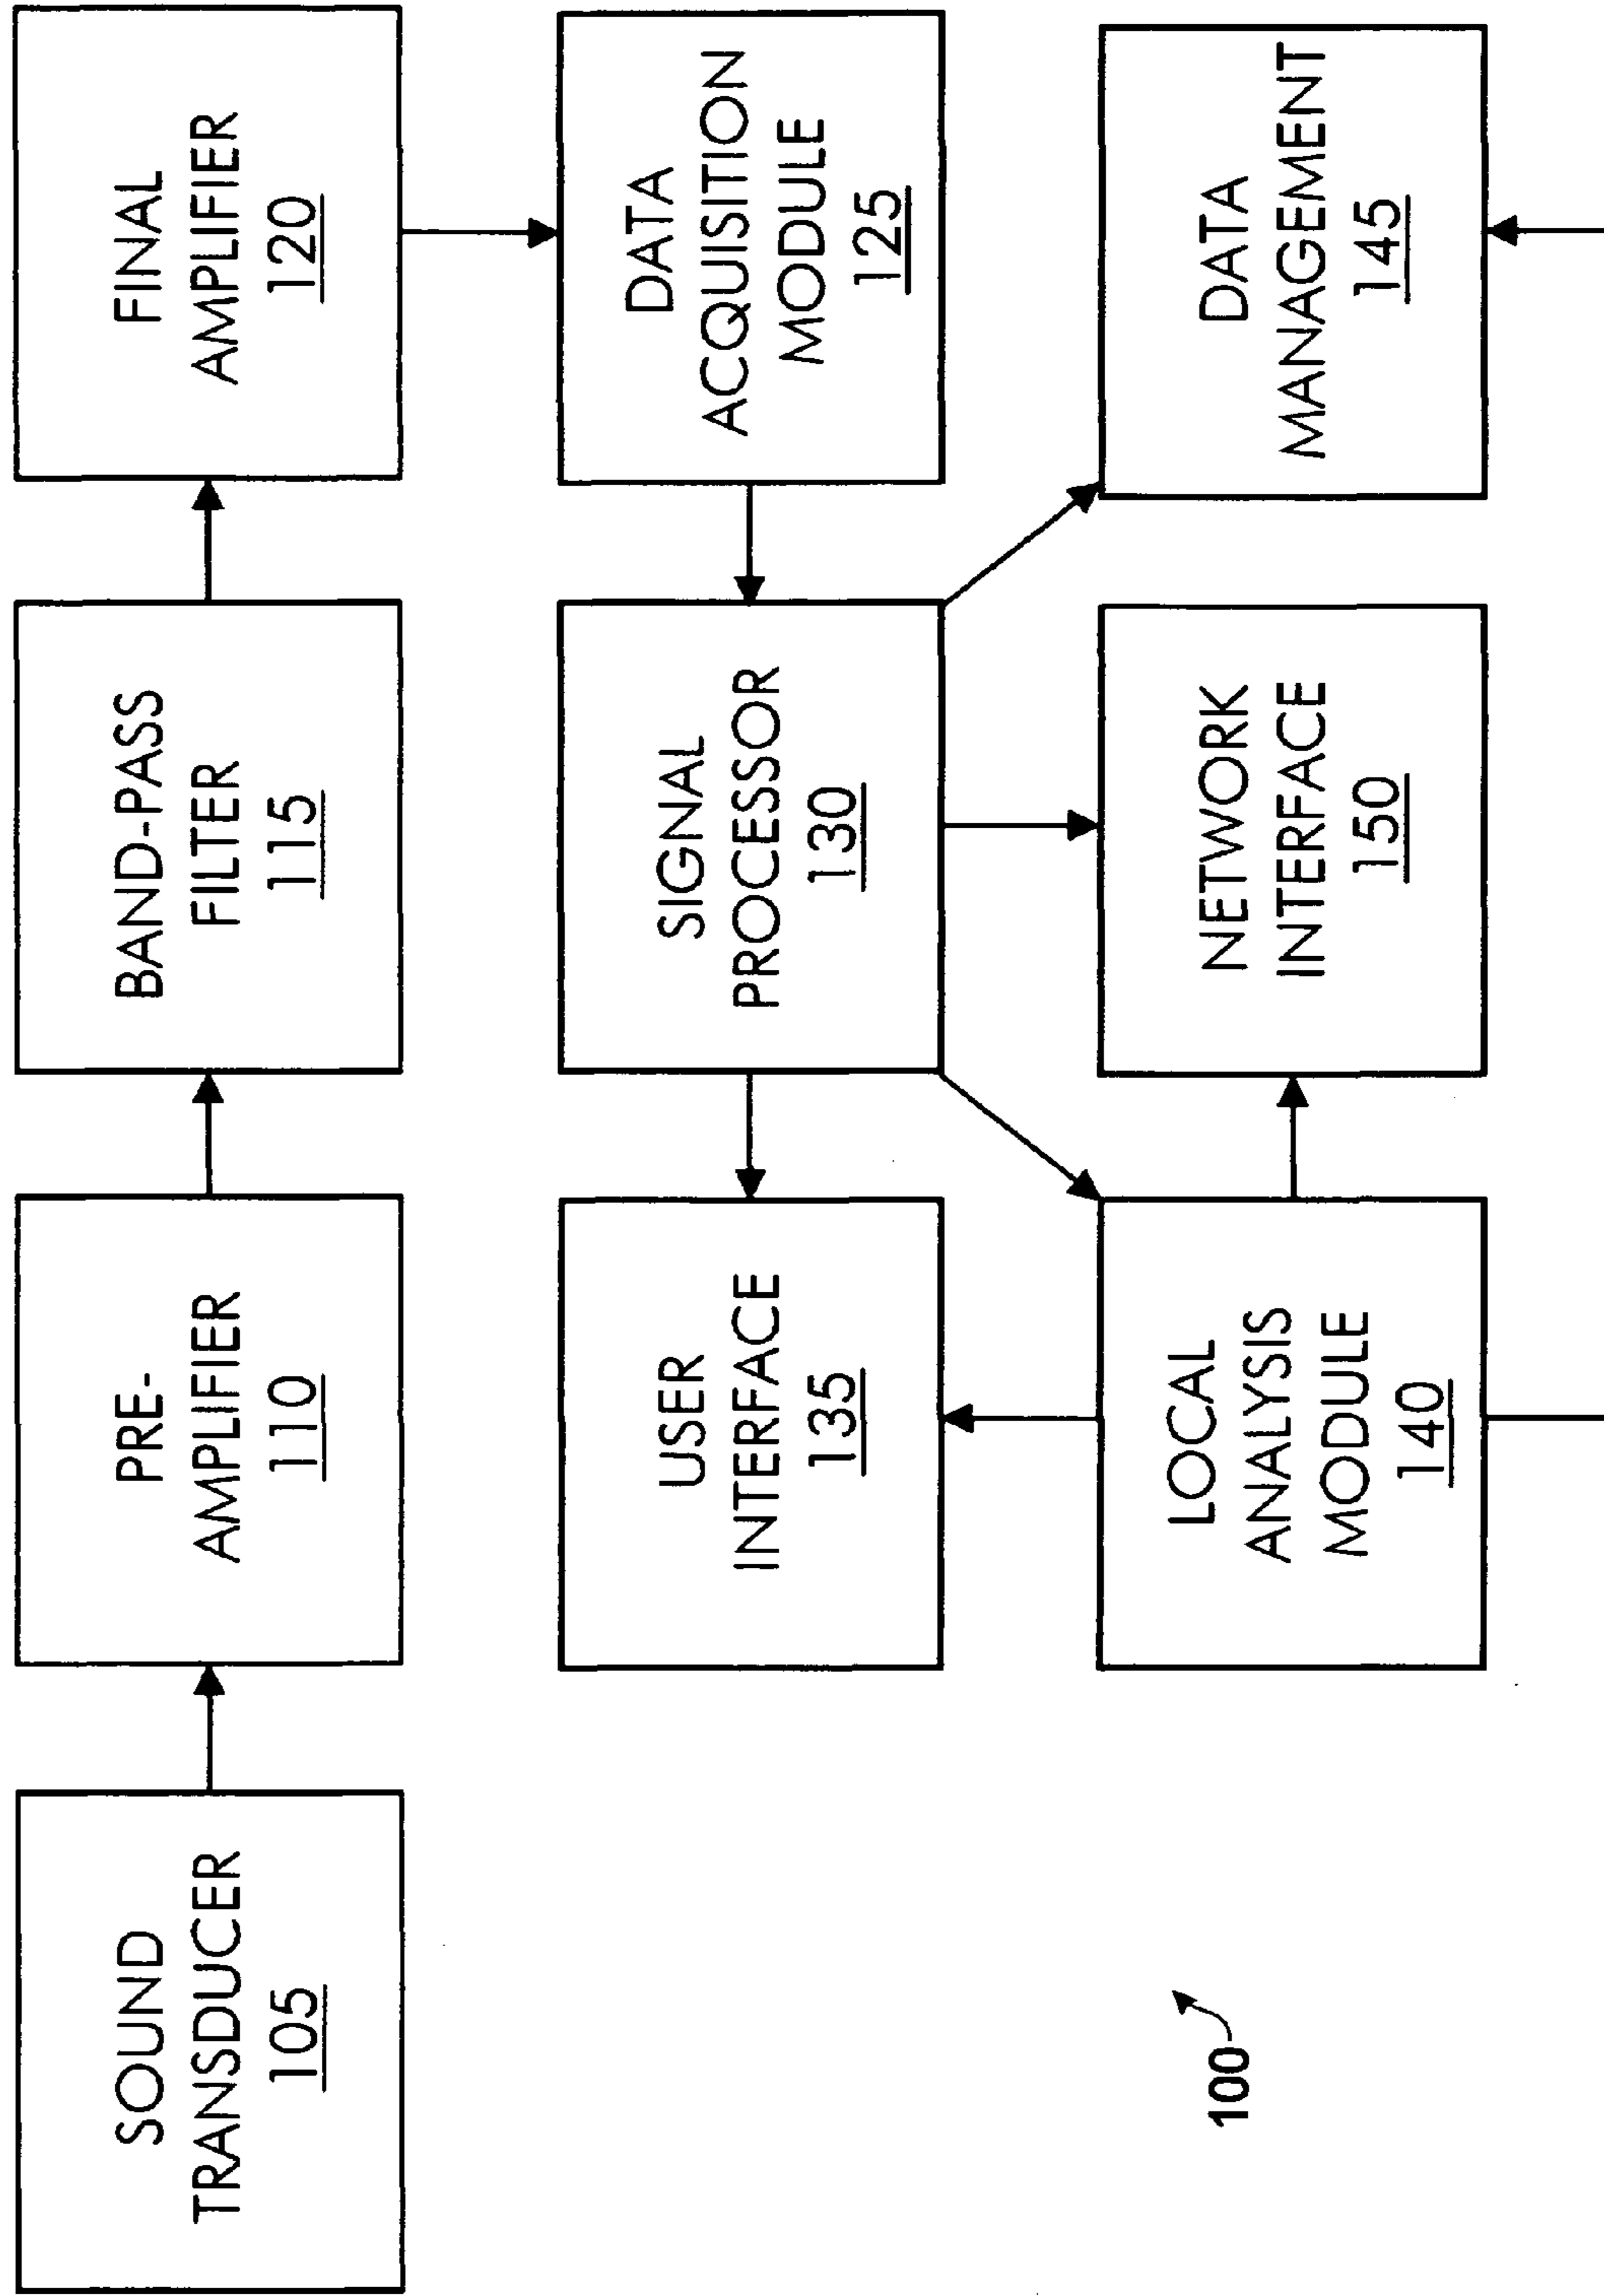 SOUND
TRANSDUCER
105
PRE-
AMPLIFIER
110
BAND-PASS
FILTER
115
FINAL
AMPLIFIER
120
USER
INTERFACE
135
SIGNAL
PROCESSOR
130
DATA
ACQUISITION
MODULE
125
LOCAL
ANALYSIS
MODULE
140
NETWORK
INTERFACE
150
DATA
MANAGEMENT
145
100